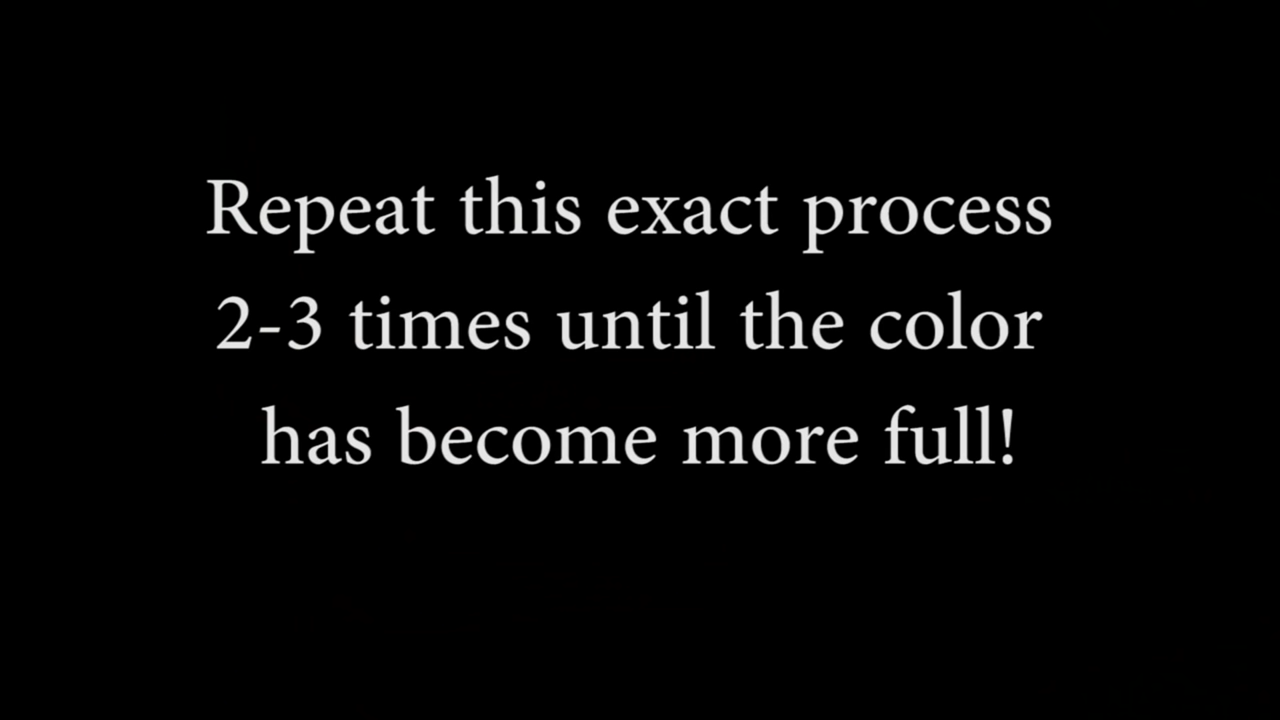 Repeat this exact process
2-3 times until the color
has become more full!